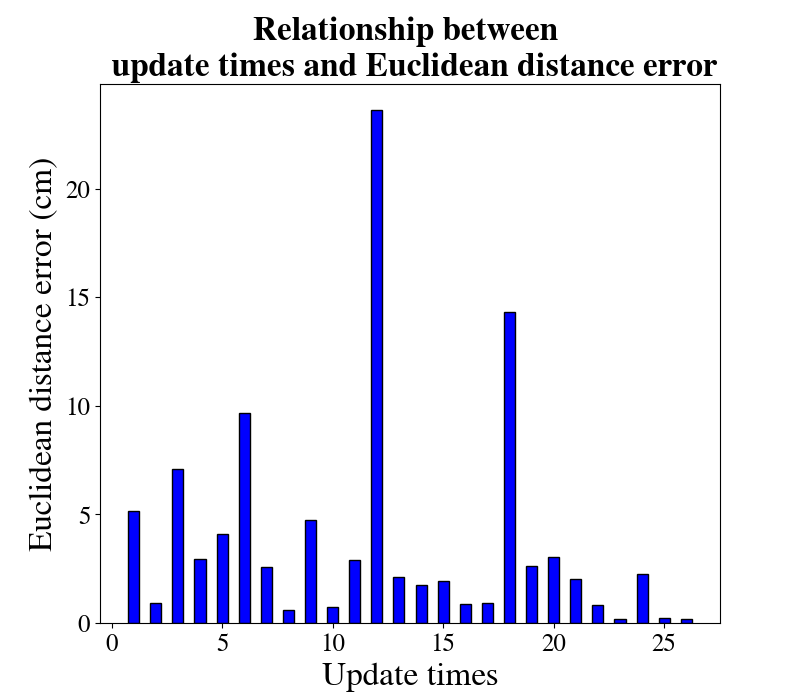 Relationship between
update times and Euclidean distance error
Euclidean distance error (cm)
20
15
10
5
0
0 5 10 15 20 25
Update times